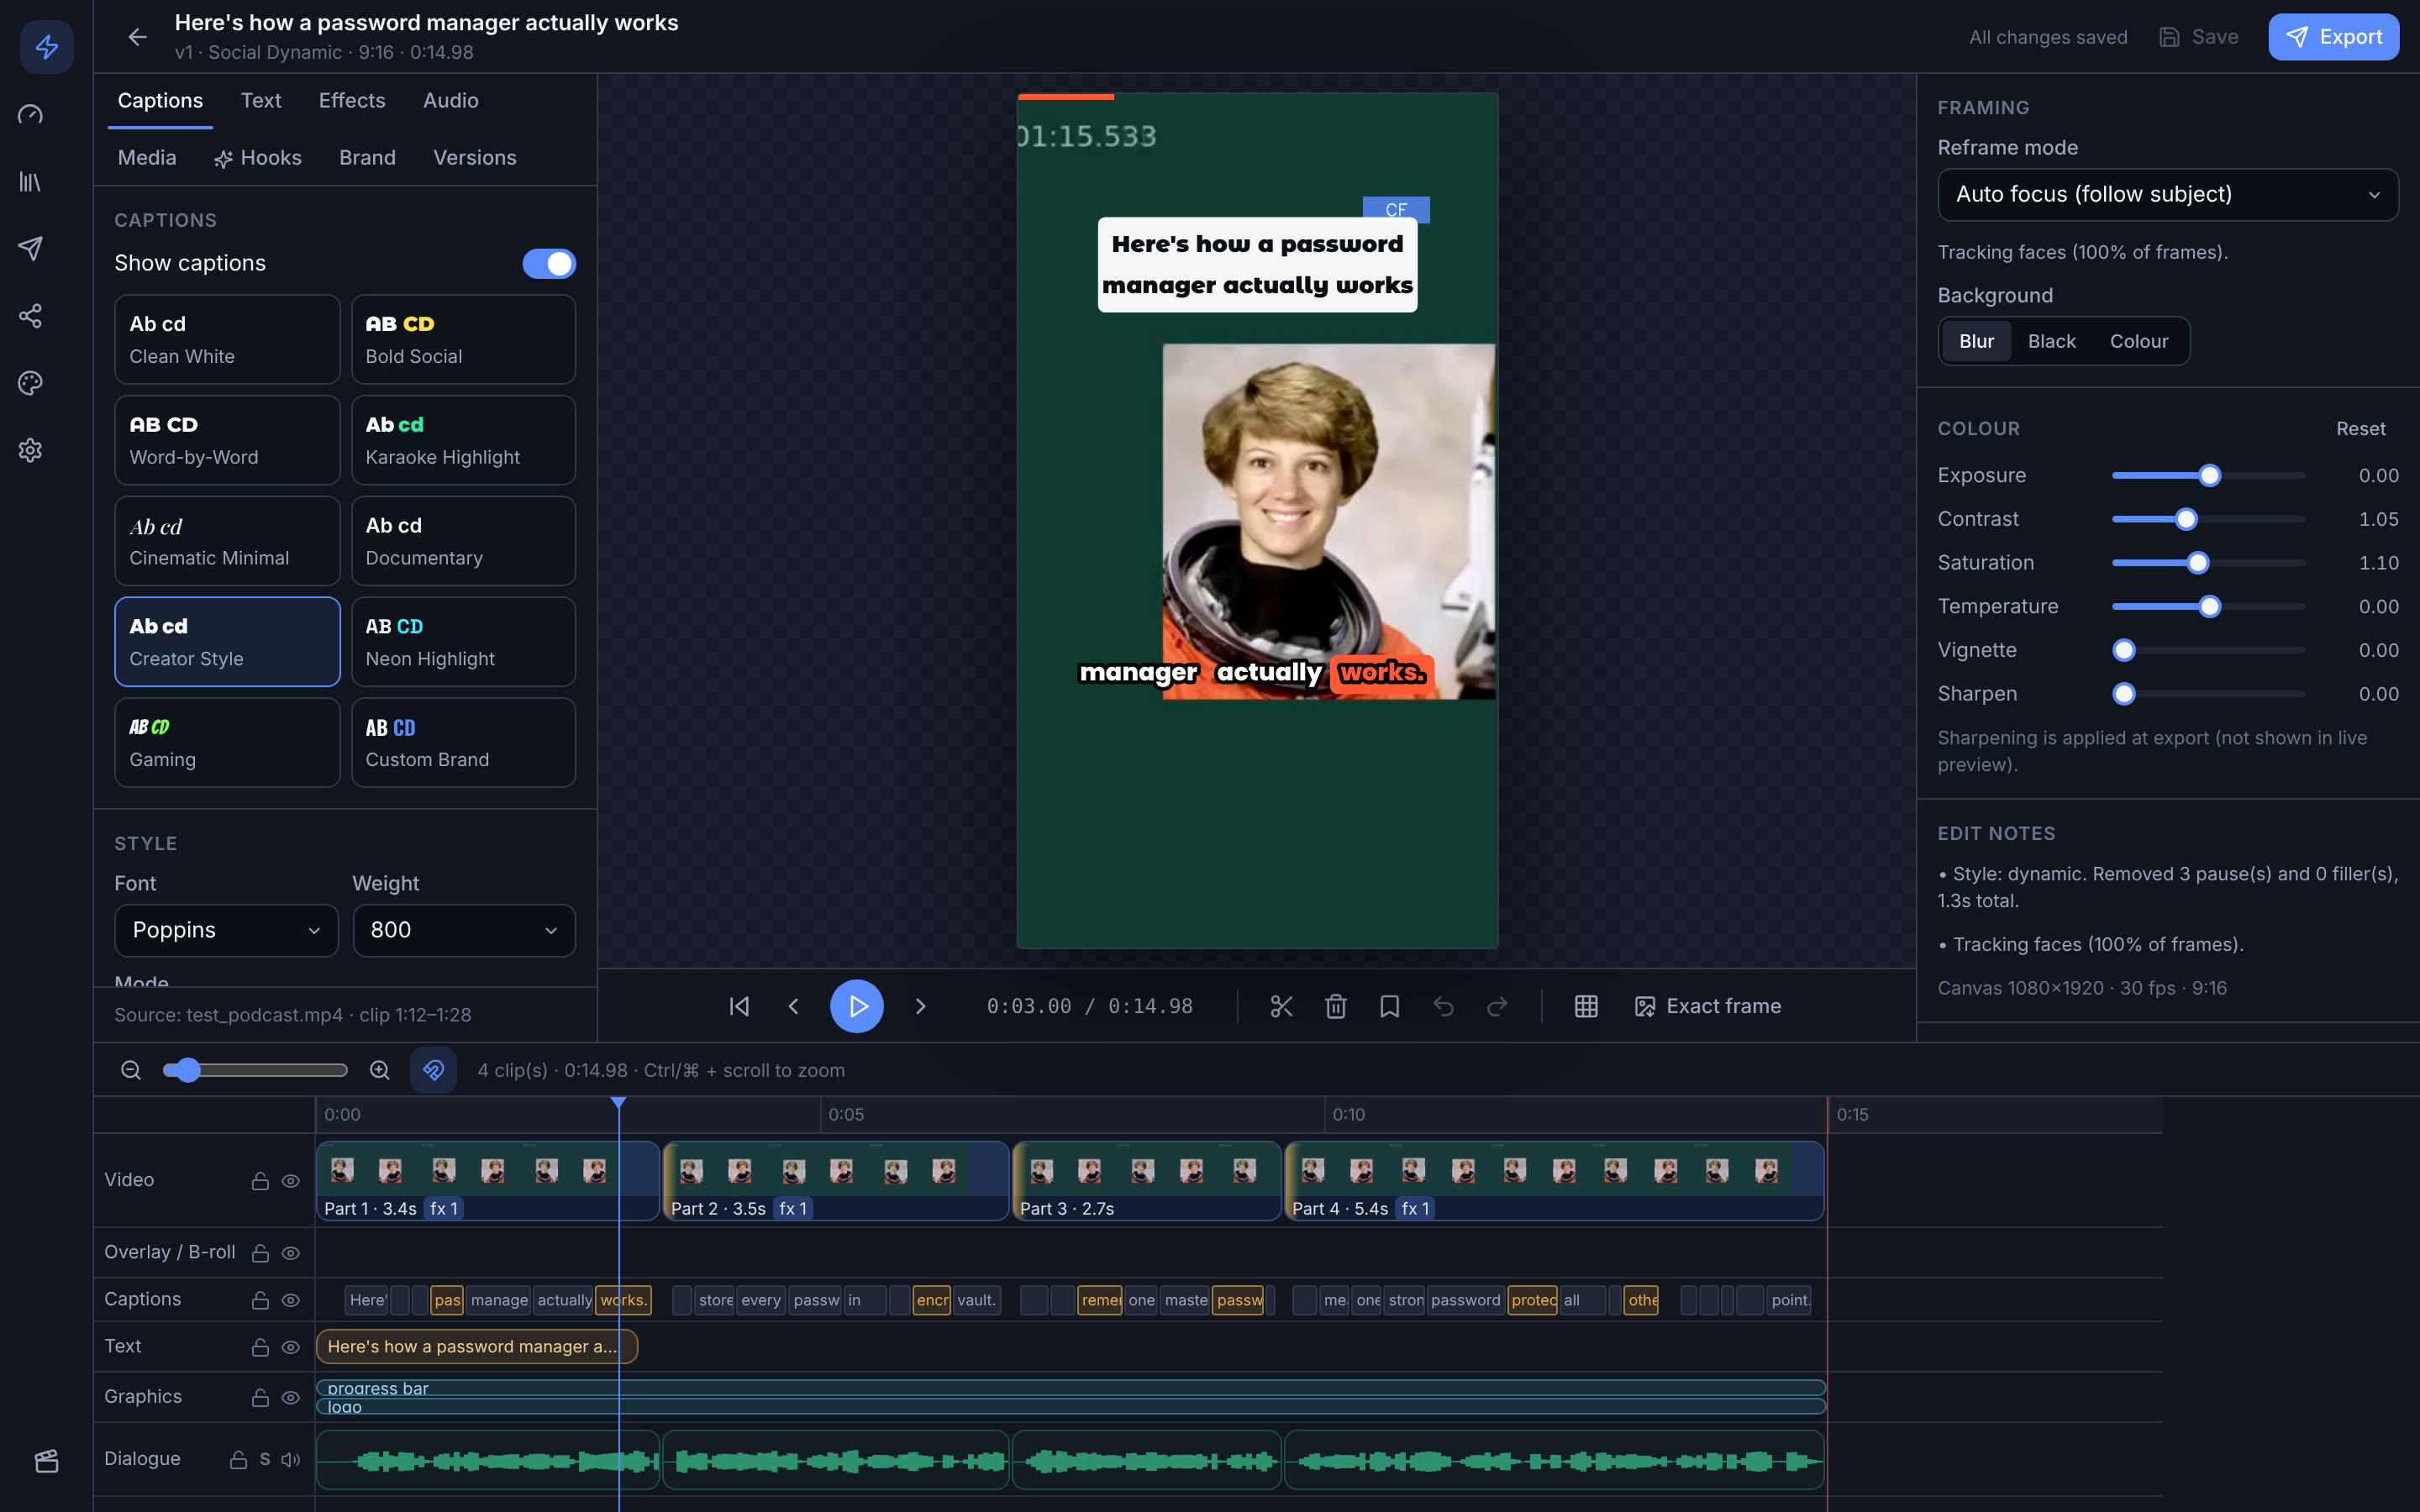 Here's how a password manager actually works
v1 · Social Dynamic · 9:16 · 0:14.98
All changes saved
Save
Export
Captions
Text
Effects
Audio
Media
Hooks
Brand
Versions
CAPTIONS
Show captions
Ab cd
Clean White
AB CD
Bold Social
AB CD
Word-by-Word
Ab cd
Karaoke Highlight
Ab cd
Cinematic Minimal
Ab cd
Documentary
Ab cd
Creator Style
AB CD
Neon Highlight
AB CD
Gaming
AB CD
Custom Brand
STYLE
Font
Weight
Poppins
800
Mode
Source: test_podcast.mp4 · clip 1:12–1:28
01:15.533
CF
Here's how a password
manager actually works
manager actually works.
0:03.00 / 0:14.98
Exact frame
FRAMING
Reframe mode
Auto focus (follow subject)
Tracking faces (100% of frames).
Background
Blur
Black
Colour
COLOUR
Reset
Exposure
0.00
Contrast
1.05
Saturation
1.10
Temperature
0.00
Vignette
0.00
Sharpen
0.00
Sharpening is applied at export (not shown in live
preview).
EDIT NOTES
• Style: dynamic. Removed 3 pause(s) and 0 filler(s),
1.3s total.
• Tracking faces (100% of frames).
Canvas 1080×1920 · 30 fps · 9:16
4 clip(s) · 0:14.98 · Ctrl/⌘ + scroll to zoom
0:00
0:05
0:10
0:15
Video
Part 1 · 3.4s fx 1
Part 2 · 3.5s fx 1
Part 3 · 2.7s
Part 4 · 5.4s fx 1
Overlay / B-roll
Captions
Here' pas manage actually works. store every passw in encr vault. reme one maste passw me one stron password protec all othe point.
Text
Here's how a password manager a...
Graphics
progress bar
logo
Dialogue
S